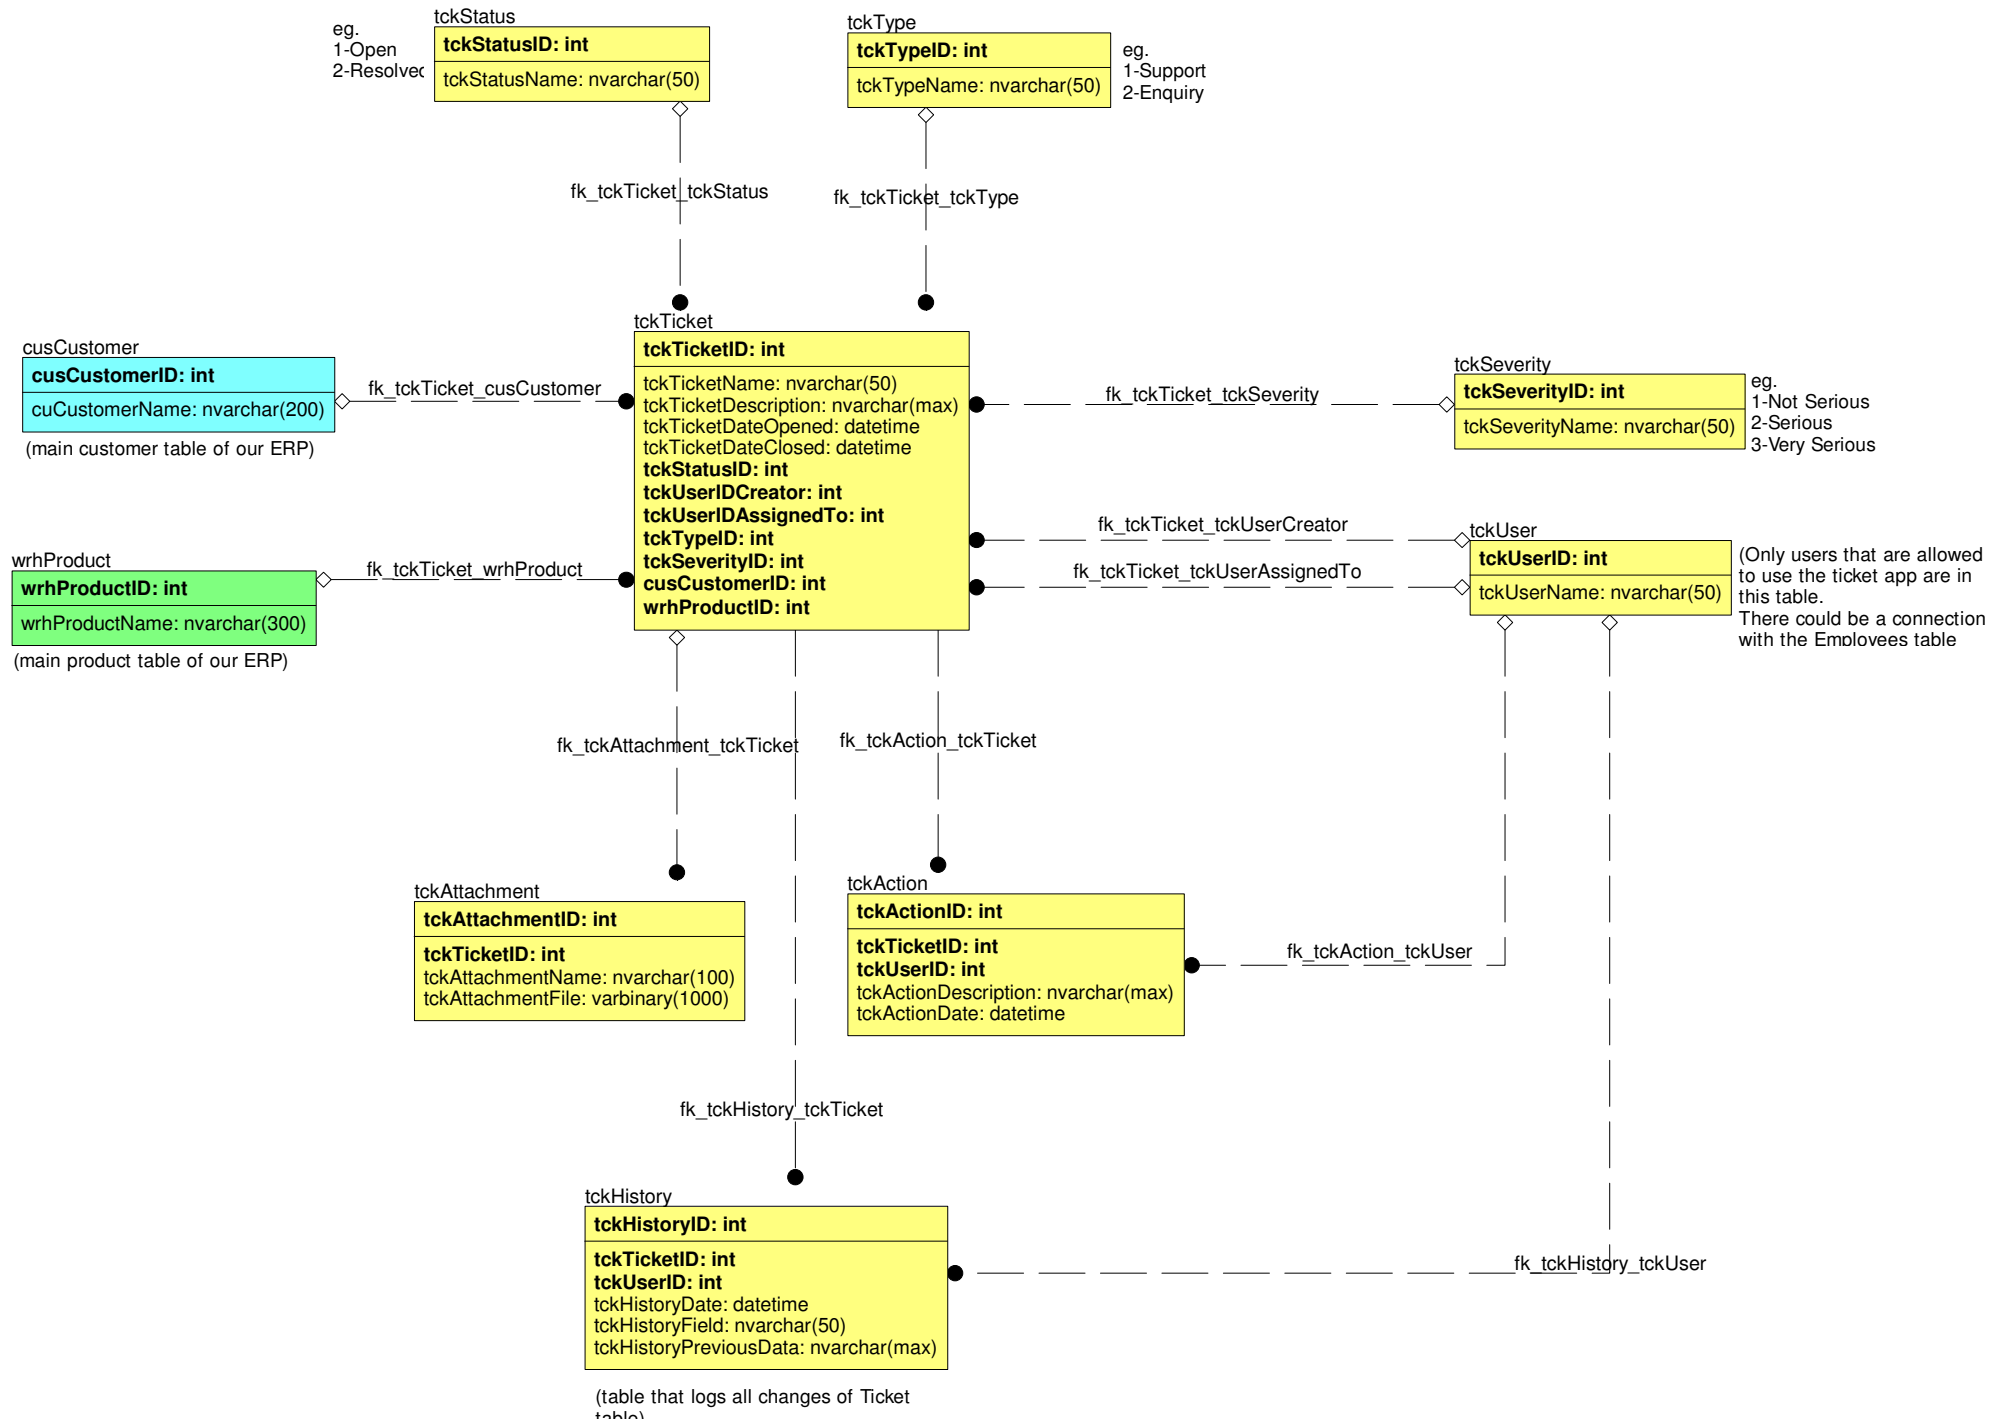 tckStatus
eg.
1-Open
2-Resolved
tckStatusID: int
tckStatusName: nvarchar(50)
tckType
tckTypeID: int
tckTypeName: nvarchar(50)
eg.
1-Support
2-Enquiry
fk_tckTicket_tckStatus
fk_tckTicket_tckType
cusCustomer
cusCustomerID: int
cuCustomerName: nvarchar(200)
(main customer table of our ERP)
fk_tckTicket_cusCustomer
tckTicket
tckTicketID: int
tckTicketName: nvarchar(50)
tckTicketDescription: nvarchar(max)
tckTicketDateOpened: datetime
tckTicketDateClosed: datetime
tckStatusID: int
tckUserIDCreator: int
tckUserIDAssignedTo: int
tckTypeID: int
tckSeverityID: int
cusCustomerID: int
wrhProductID: int
fk_tckTicket_tckSeverity
tckSeverity
tckSeverityID: int
tckSeverityName: nvarchar(50)
eg.
1-Not Serious
2-Serious
3-Very Serious
wrhProduct
wrhProductID: int
wrhProductName: nvarchar(300)
(main product table of our ERP)
fk_tckTicket_wrhProduct
fk_tckTicket_tckUserCreator
fk_tckTicket_tckUserAssignedTo
tckUser
tckUserID: int
tckUserName: nvarchar(50)
(Only users that are allowed
to use the ticket app are in
this table.
There could be a connection
with the Employees table
fk_tckAttachment_tckTicket
fk_tckAction_tckTicket
tckAttachment
tckAttachmentID: int
tckTicketID: int
tckAttachmentName: nvarchar(100)
tckAttachmentFile: varbinary(1000)
tckAction
tckActionID: int
tckTicketID: int
tckUserID: int
tckActionDescription: nvarchar(max)
tckActionDate: datetime
fk_tckAction_tckUser
fk_tckHistory_tckTicket
tckHistory
tckHistoryID: int
tckTicketID: int
tckUserID: int
tckHistoryDate: datetime
tckHistoryField: nvarchar(50)
tckHistoryPreviousData: nvarchar(max)
fk_tckHistory_tckUser
(table that logs all changes of Ticket
table)